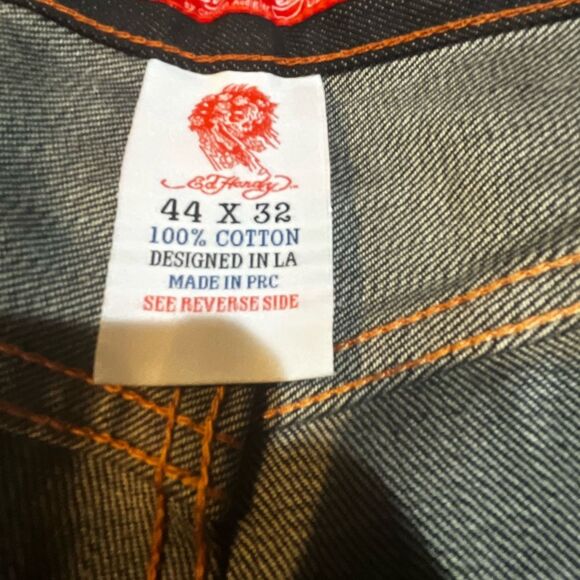 Ed Hardy
44 X 32
100% COTTON
DESIGNED IN LA
MADE IN PRC
SEE REVERSE SIDE